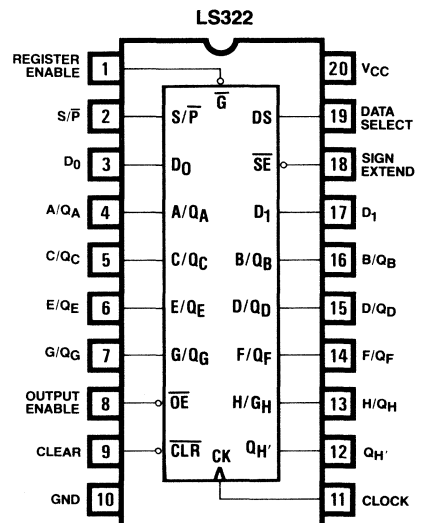 LS322
REGISTER ENABLE 1 G 20 VCC
S/P 2 S/P DS 19 DATA SELECT
D0 3 D0 SE 18 SIGN EXTEND
A/QA 4 A/QA D1 17 D1
C/QC 5 C/QC B/QB 16 B/QB
E/QE 6 E/QE D/QD 15 D/QD
G/QG 7 G/QG F/QF 14 F/QF
OUTPUT ENABLE 8 OE H/GH 13 H/QH
CLEAR 9 CLR CK QH' 12 QH'
GND 10 11 CLOCK